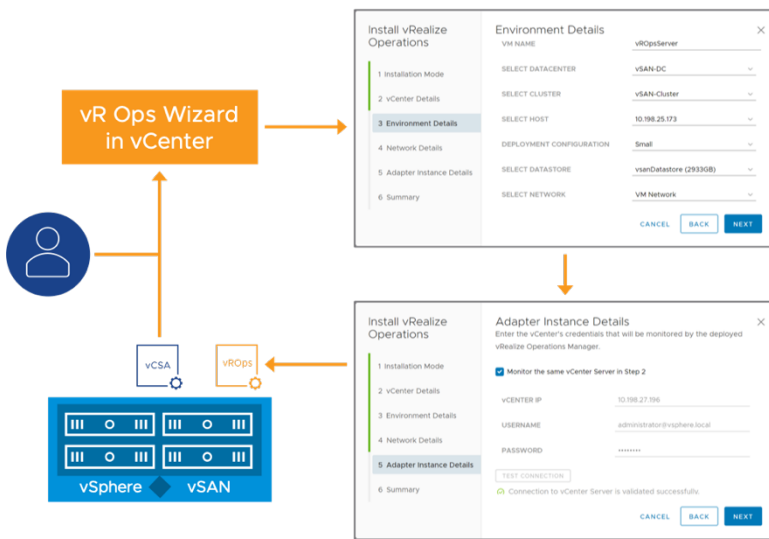 vR Ops Wizard
in vCenter
Install vRealize
Operations
1 Installation Mode
2 vCenter Details
3 Environment Details
4 Network Details
5 Adapter Instance Details
6 Summary
Environment Details
VM NAME
vROpsServer
SELECT DATACENTER
vSAN-DC
SELECT CLUSTER
vSAN-Cluster
SELECT HOST
10.198.25.173
DEPLOYMENT CONFIGURATION
Small
SELECT DATASTORE
vsanDatastore (2933GB)
SELECT NETWORK
VM Network
CANCEL
BACK
NEXT
Install vRealize
Operations
1 Installation Mode
2 vCenter Details
3 Environment Details
4 Network Details
5 Adapter Instance Details
6 Summary
Adapter Instance Details
Enter the vCenter's credentials that will be monitored by the deployed
vRealize Operations Manager.
Monitor the same vCenter Server in Step 2
vCENTER IP
10.198.27.196
USERNAME
administrator@vsphere.local
PASSWORD
••••••••
TEST CONNECTION
Connection to vCenter Server is validated successfully.
CANCEL
BACK
NEXT
vCSA
vROps
vSphere
vSAN